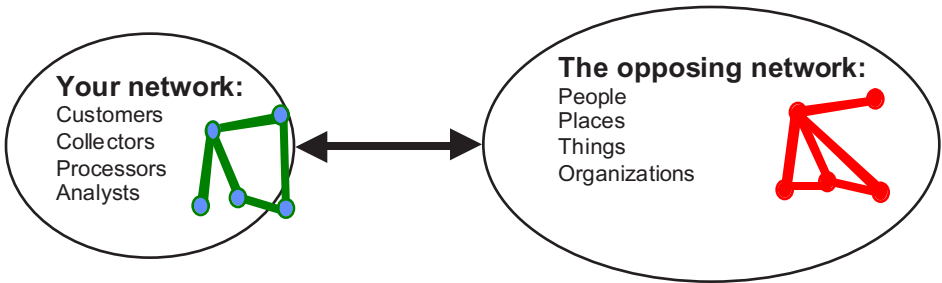 Your network:
Customers
Collectors
Processors
Analysts
The opposing network:
People
Places
Things
Organizations